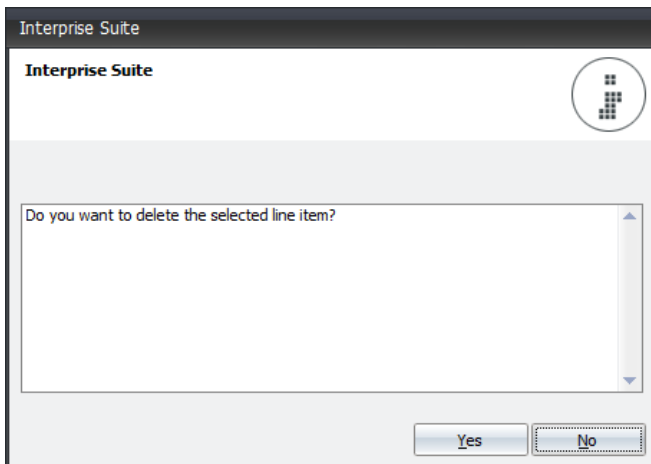 Interprise Suite
Interprise Suite
Do you want to delete the selected line item?
Yes
No